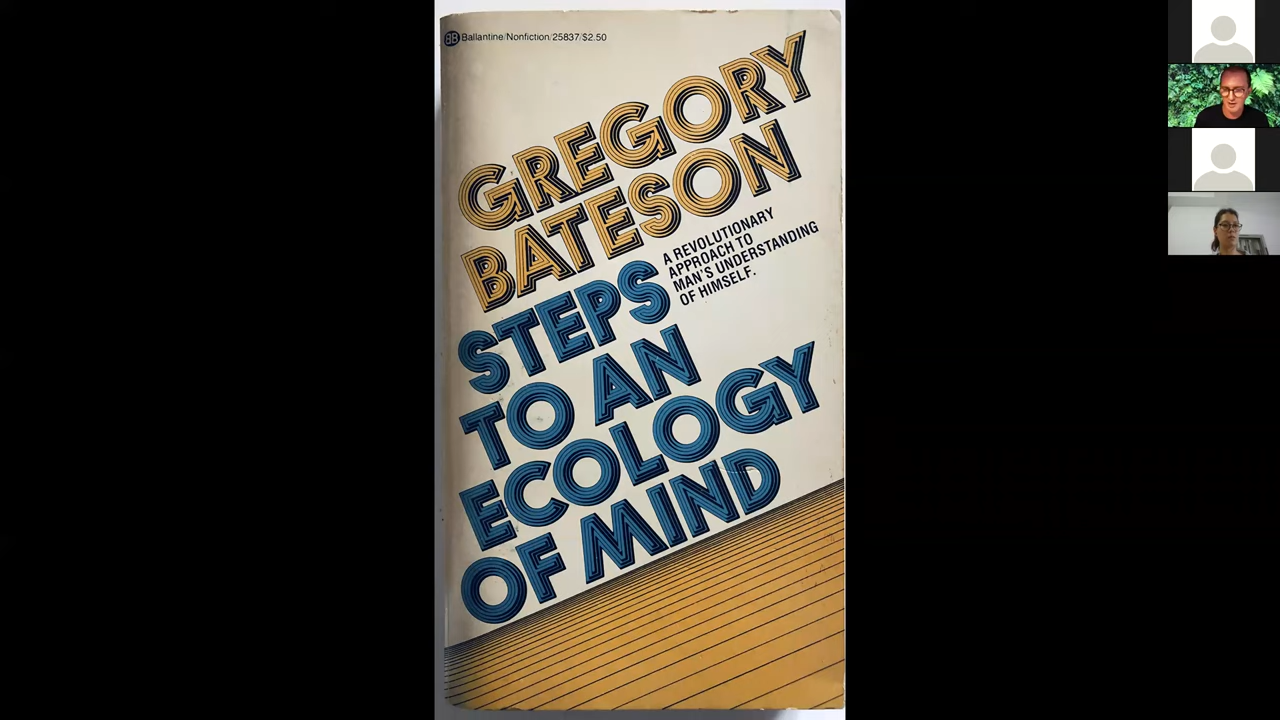 BB Ballantine/Nonfiction/25837/$2.50
GREGORY
BATESON
A REVOLUTIONARY
APPROACH TO
MAN'S UNDERSTANDING
OF HIMSELF.
STEPS
TO AN
ECOLOGY
OF MIND